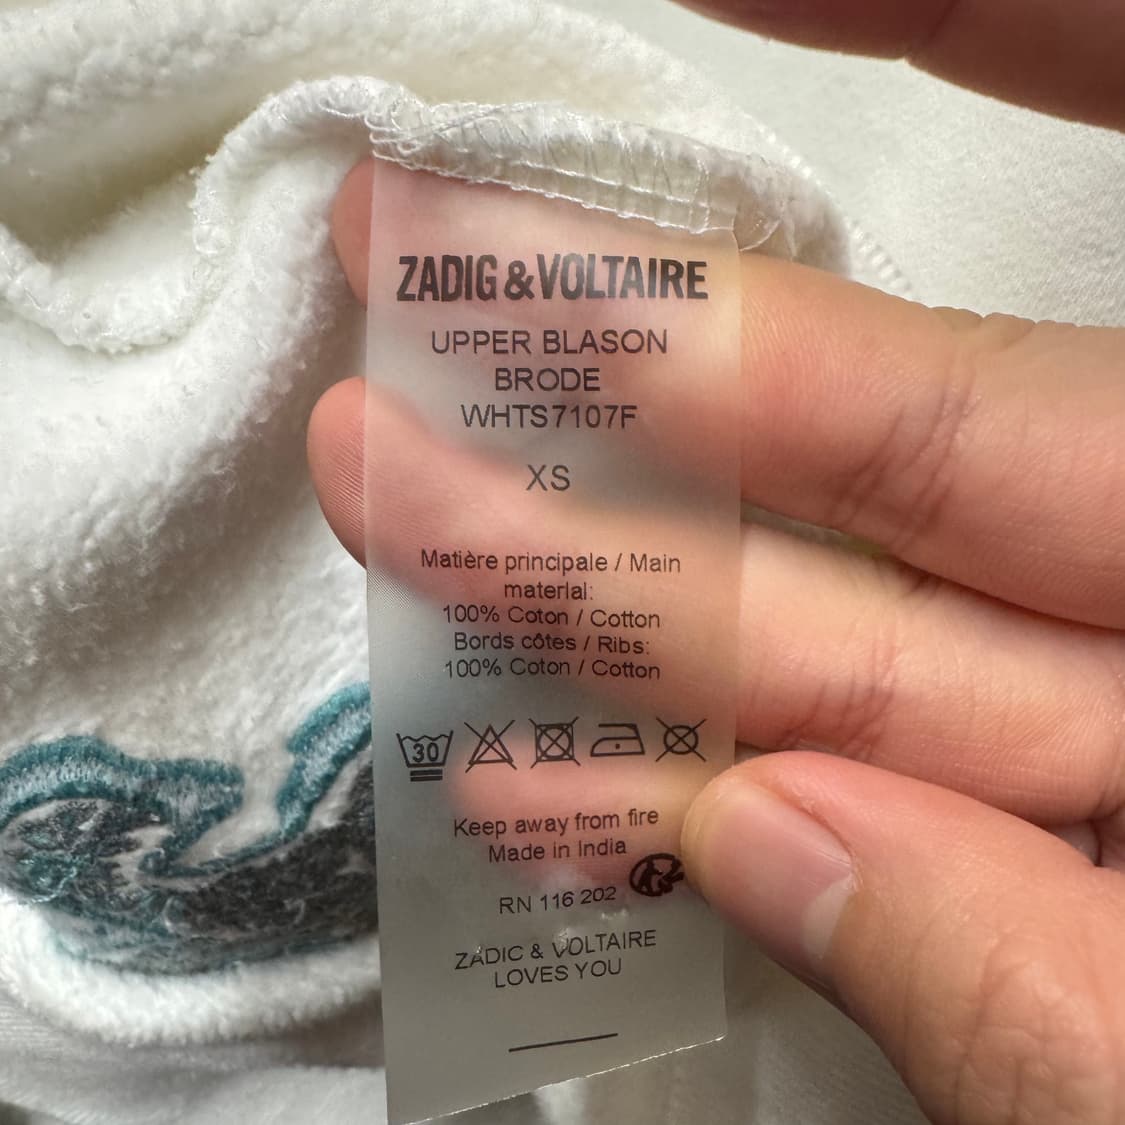 ZADIG & VOLTAIRE
UPPER BLASON
BRODE
WHTS7107F
XS
Matière principale / Main
materlal:
100% Coton / Cotton
Bords côtes / Ribs:
100% Coton / Cotton
30
Keep away from fire
Made in India
RN 116 202
ZADIC & VOLTAIRE
LOVES YOU